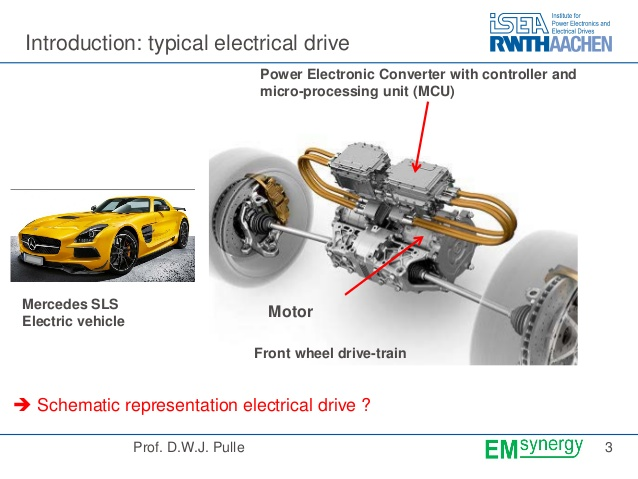 Introduction: typical electrical drive
iSEA
Institute for
Power Electronics and
Electrical Drives
RWTHAACHEN
Power Electronic Converter with controller and
micro-processing unit (MCU)
Mercedes SLS
Electric vehicle
Motor
Front wheel drive-train
➔ Schematic representation electrical drive ?
Prof. D.W.J. Pulle
EMsynergy
3